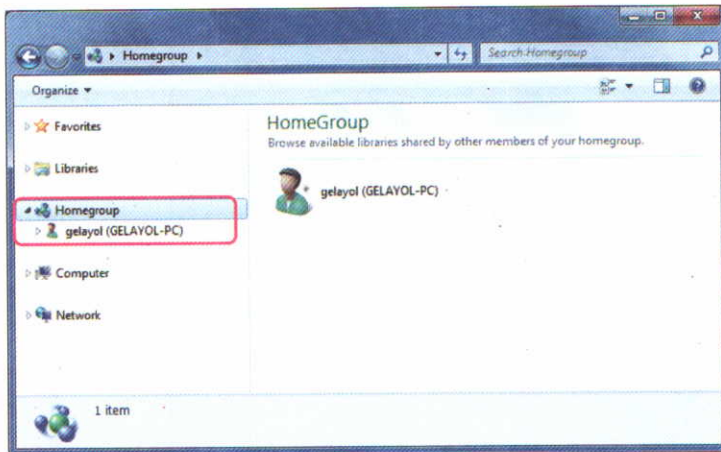 Homegroup
Search Homegroup
Organize
Favorites
Libraries
Homegroup
gelayol (GELAYOL-PC)
Computer
Network
HomeGroup
Browse available libraries shared by other members of your homegroup.
gelayol (GELAYOL-PC)
1 item